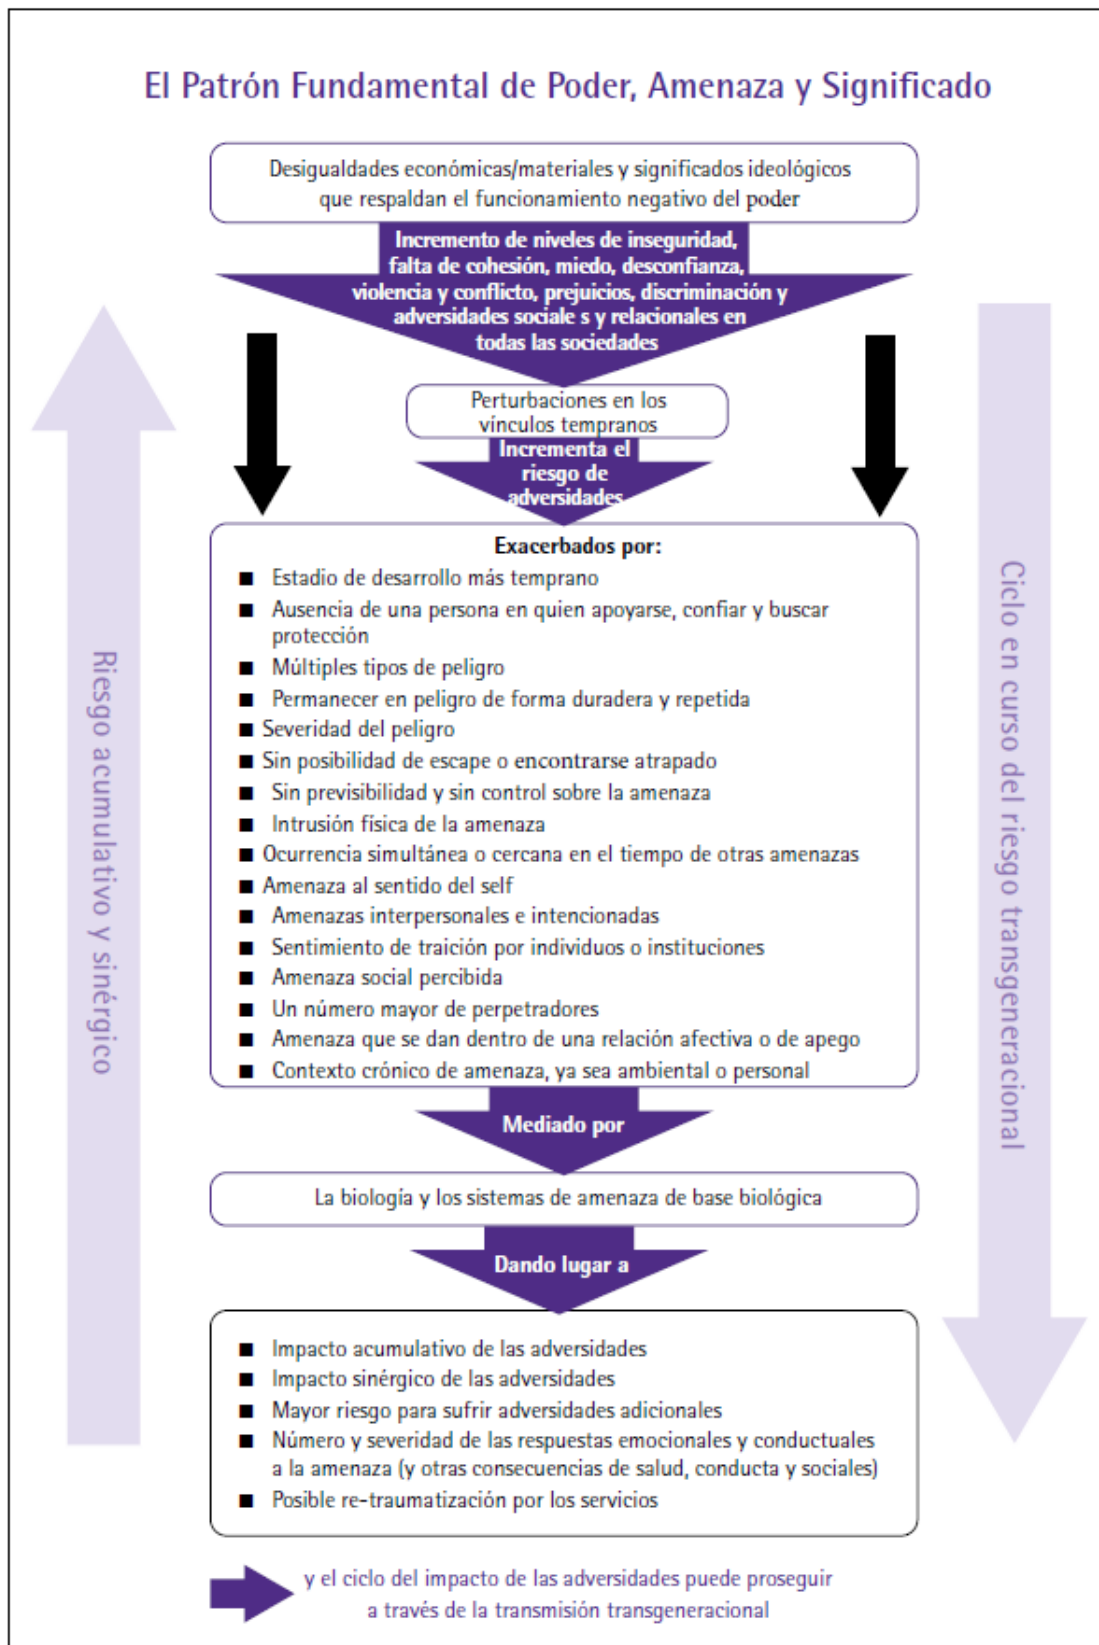 El Patrón Fundamental de Poder, Amenaza y Significado
Desigualdades económicas/materiales y significados ideológicos
que respaldan el funcionamiento negativo del poder
Incremento de niveles de inseguridad,
falta de cohesión, miedo, desconfianza,
violencia y conflicto, prejuicios, discriminación y
adversidades sociale s y relacionales en
todas las sociedades
Perturbaciones en los
vínculos tempranos
Incrementa el
riesgo de
adversidades
Exacerbados por:
■ Estadio de desarrollo más temprano
■ Ausencia de una persona en quien apoyarse, confiar y buscar
protección
■ Múltiples tipos de peligro
■ Permanecer en peligro de forma duradera y repetida
■ Severidad del peligro
■ Sin posibilidad de escape o encontrarse atrapado
■ Sin previsibilidad y sin control sobre la amenaza
■ Intrusión física de la amenaza
■ Ocurrencia simultánea o cercana en el tiempo de otras amenazas
■ Amenaza al sentido del self
■ Amenazas interpersonales e intencionadas
■ Sentimiento de traición por individuos o instituciones
■ Amenaza social percibida
■ Un número mayor de perpetradores
■ Amenaza que se dan dentro de una relación afectiva o de apego
■ Contexto crónico de amenaza, ya sea ambiental o personal
Mediado por
La biología y los sistemas de amenaza de base biológica
Dando lugar a
■ Impacto acumulativo de las adversidades
■ Impacto sinérgico de las adversidades
■ Mayor riesgo para sufrir adversidades adicionales
■ Número y severidad de las respuestas emocionales y conductuales
a la amenaza (y otras consecuencias de salud, conducta y sociales)
■ Posible re-traumatización por los servicios
y el ciclo del impacto de las adversidades puede proseguir
a través de la transmisión transgeneracional
Riesgo acumulativo y sinérgico
Ciclo en curso del riesgo transgeneracional